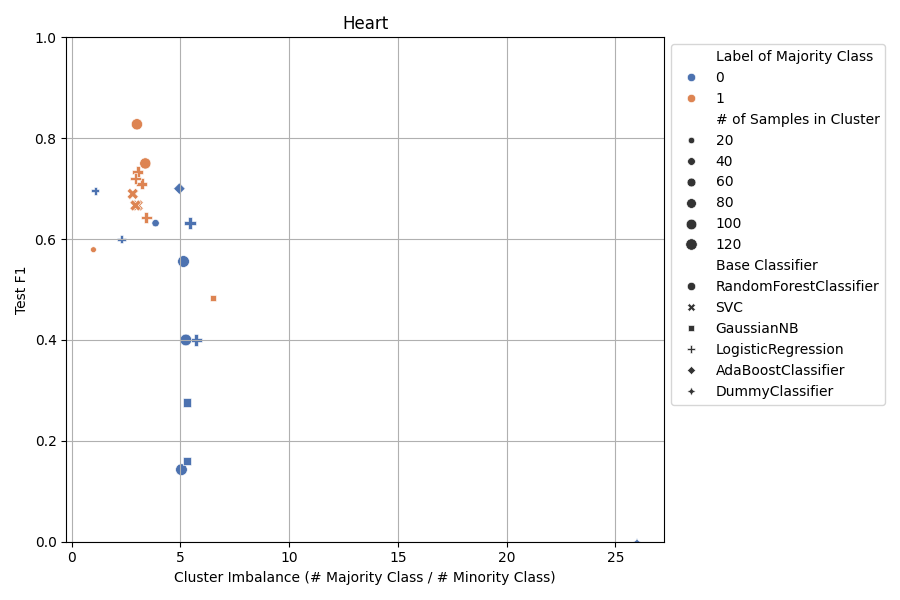 Heart
1.0
0.8
0.6
0.4
0.2
0.0
Test F1
0
5
10
15
20
25
Cluster Imbalance (# Majority Class / # Minority Class)
Label of Majority Class
0
1
# of Samples in Cluster
20
40
60
80
100
120
Base Classifier
RandomForestClassifier
SVC
GaussianNB
LogisticRegression
AdaBoostClassifier
DummyClassifier